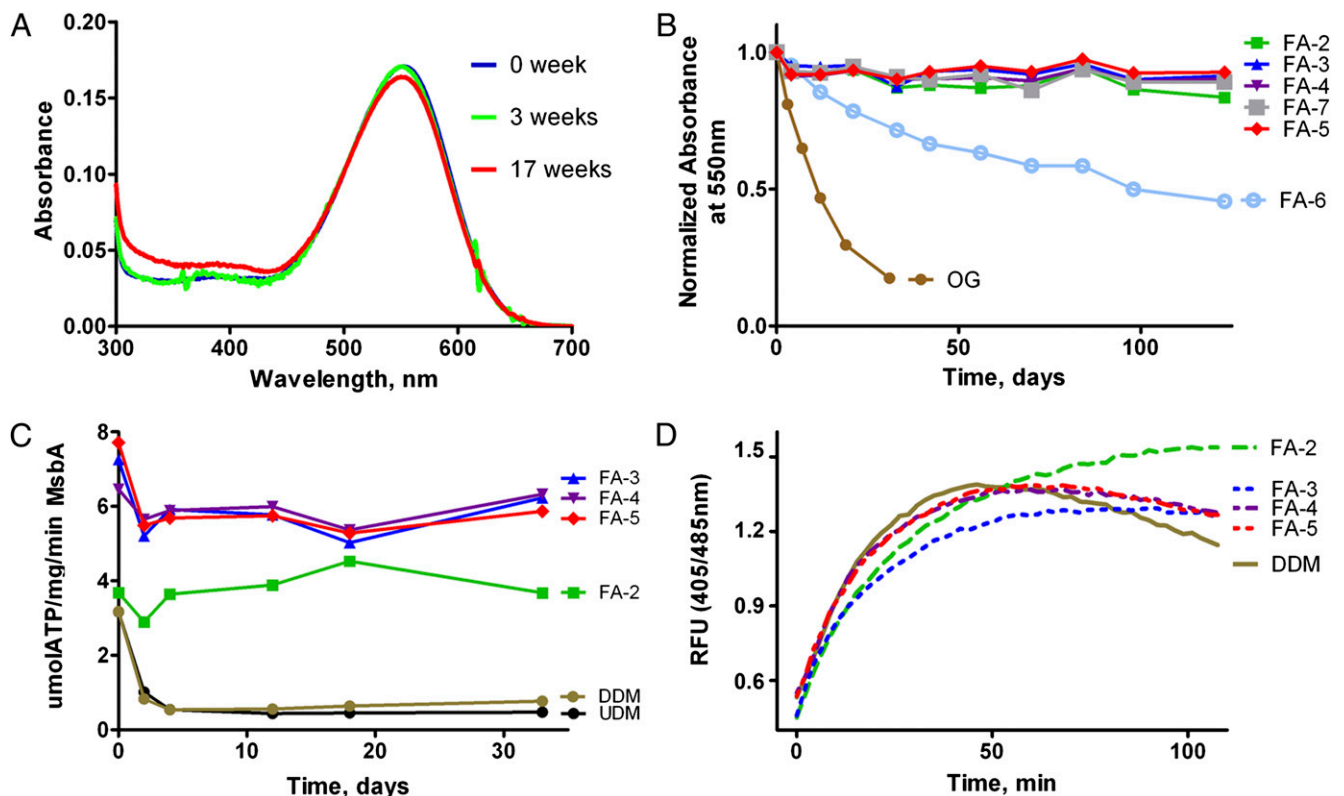 A
0.20
0.15
0.10
0.05
0.00
Absorbance
300
400
500
600
700
Wavelength, nm
0 week
3 weeks
17 weeks
B
1.0
0.5
0.0
Normalized Absorbance
at 550nm
0
50
100
Time, days
FA-2
FA-3
FA-4
FA-7
FA-5
FA-6
OG
C
8
6
4
2
0
umolATP/mg/min MsbA
0
10
20
30
Time, days
FA-3
FA-4
FA-5
FA-2
DDM
UDM
D
1.5
1.2
0.9
0.6
RFU (405/485nm)
0
50
100
Time, min
FA-2
FA-3
FA-4
FA-5
DDM